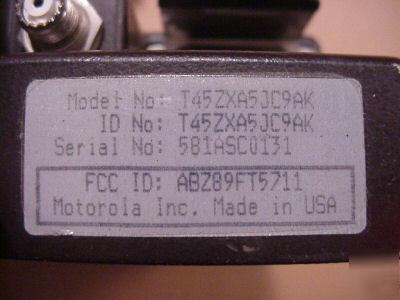 Model No: T45ZXA5JC9AK
ID No: T45ZXA5JC9AK
Serial No: 581ASC0131
FCC ID: ABZ89FT5711
Motorola Inc. Made in USA